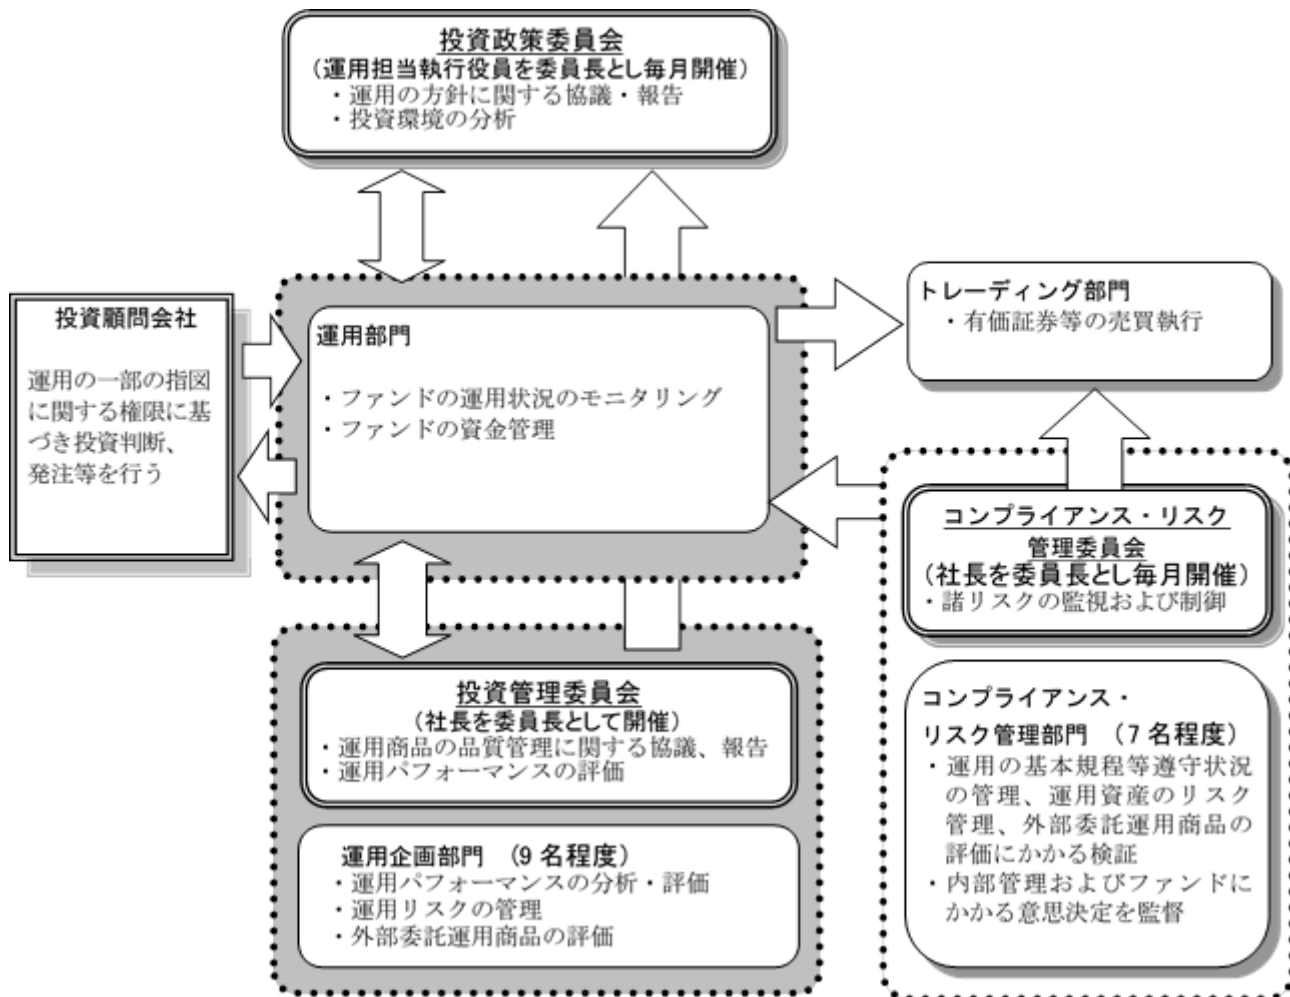 投資政策委員会
（運用担当執行役員を委員長とし毎月開催）
・運用の方針に関する協議・報告
・投資環境の分析
投資顧問会社
運用の一部の指図
に関する権限に基
づき投資判断、
発注等を行う
運用部門
・ファンドの運用状況のモニタリング
・ファンドの資金管理
トレーディング部門
・有価証券等の売買執行
コンプライアンス・リスク
管理委員会
（社長を委員長とし毎月開催）
・諸リスクの監視および制御
投資管理委員会
（社長を委員長として開催）
・運用商品の品質管理に関する協議、報告
・運用パフォーマンスの評価
運用企画部門　（9 名程度）
・運用パフォーマンスの分析・評価
・運用リスクの管理
・外部委託運用商品の評価
コンプライアンス・
リスク管理部門　（7 名程度）
・運用の基本規程等遵守状況
の管理、運用資産のリスク
管理、外部委託運用商品の
評価にかかる検証
・内部管理およびファンドに
かかる意思決定を監督